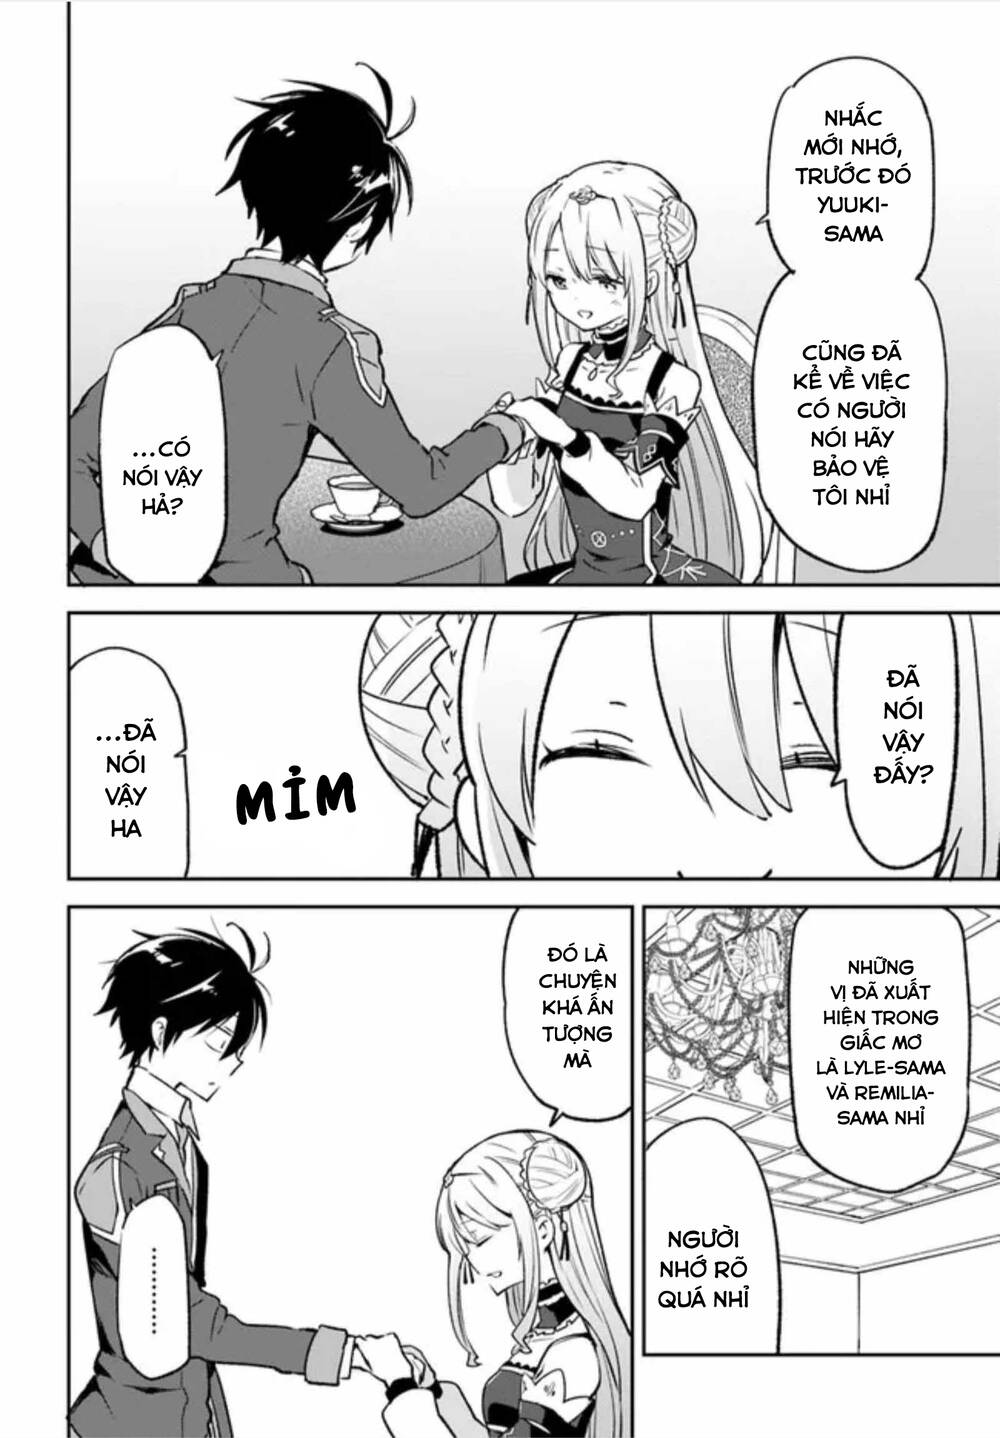 NHẮC
MỚI NHỚ,
TRƯỚC ĐÓ
YUUKI-
SAMA
CŨNG ĐÃ
KỂ VỀ VIỆC
CÓ NGƯỜI
NÓI HÃY
BẢO VỆ
TÔI NHỈ
...CÓ
NÓI VẬY
HẢ?
ĐÃ
NÓI
VẬY
ĐẤY?
MỈM
...ĐÃ
NÓI
VẬY
HA
NHỮNG
VỊ ĐÃ XUẤT
HIỆN TRONG
GIẤC MƠ
LÀ LYLE-SAMA
VÀ REMILIA-
SAMA NHỈ
NGƯỜI
NHỚ RÕ
QUÁ NHỈ
ĐÓ LÀ
CHUYỆN
KHÁ ẤN
TƯỢNG
MÀ
.........